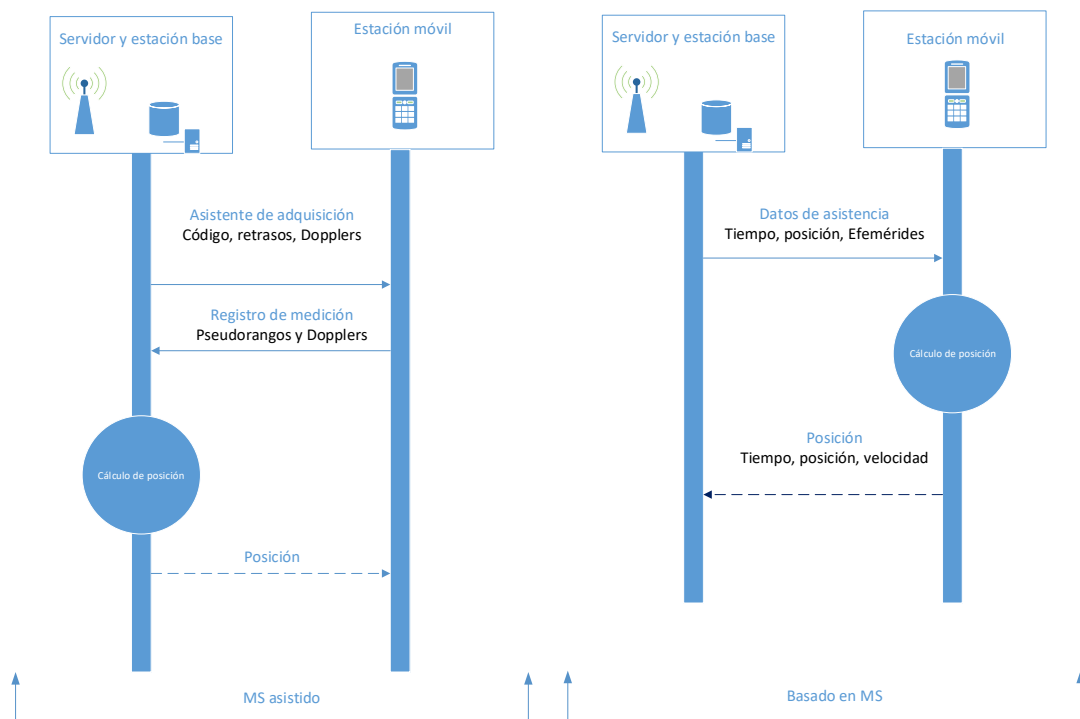 Servidor y estación base
Estación móvil
Asistente de adquisición
Código, retrasos, Dopplers
Registro de medición
Pseudorangos y Dopplers
Cálculo de posición
Posición
MS asistido
Servidor y estación base
Estación móvil
Datos de asistencia
Tiempo, posición, Efemérides
Cálculo de posición
Posición
Tiempo, posición, velocidad
Basado en MS